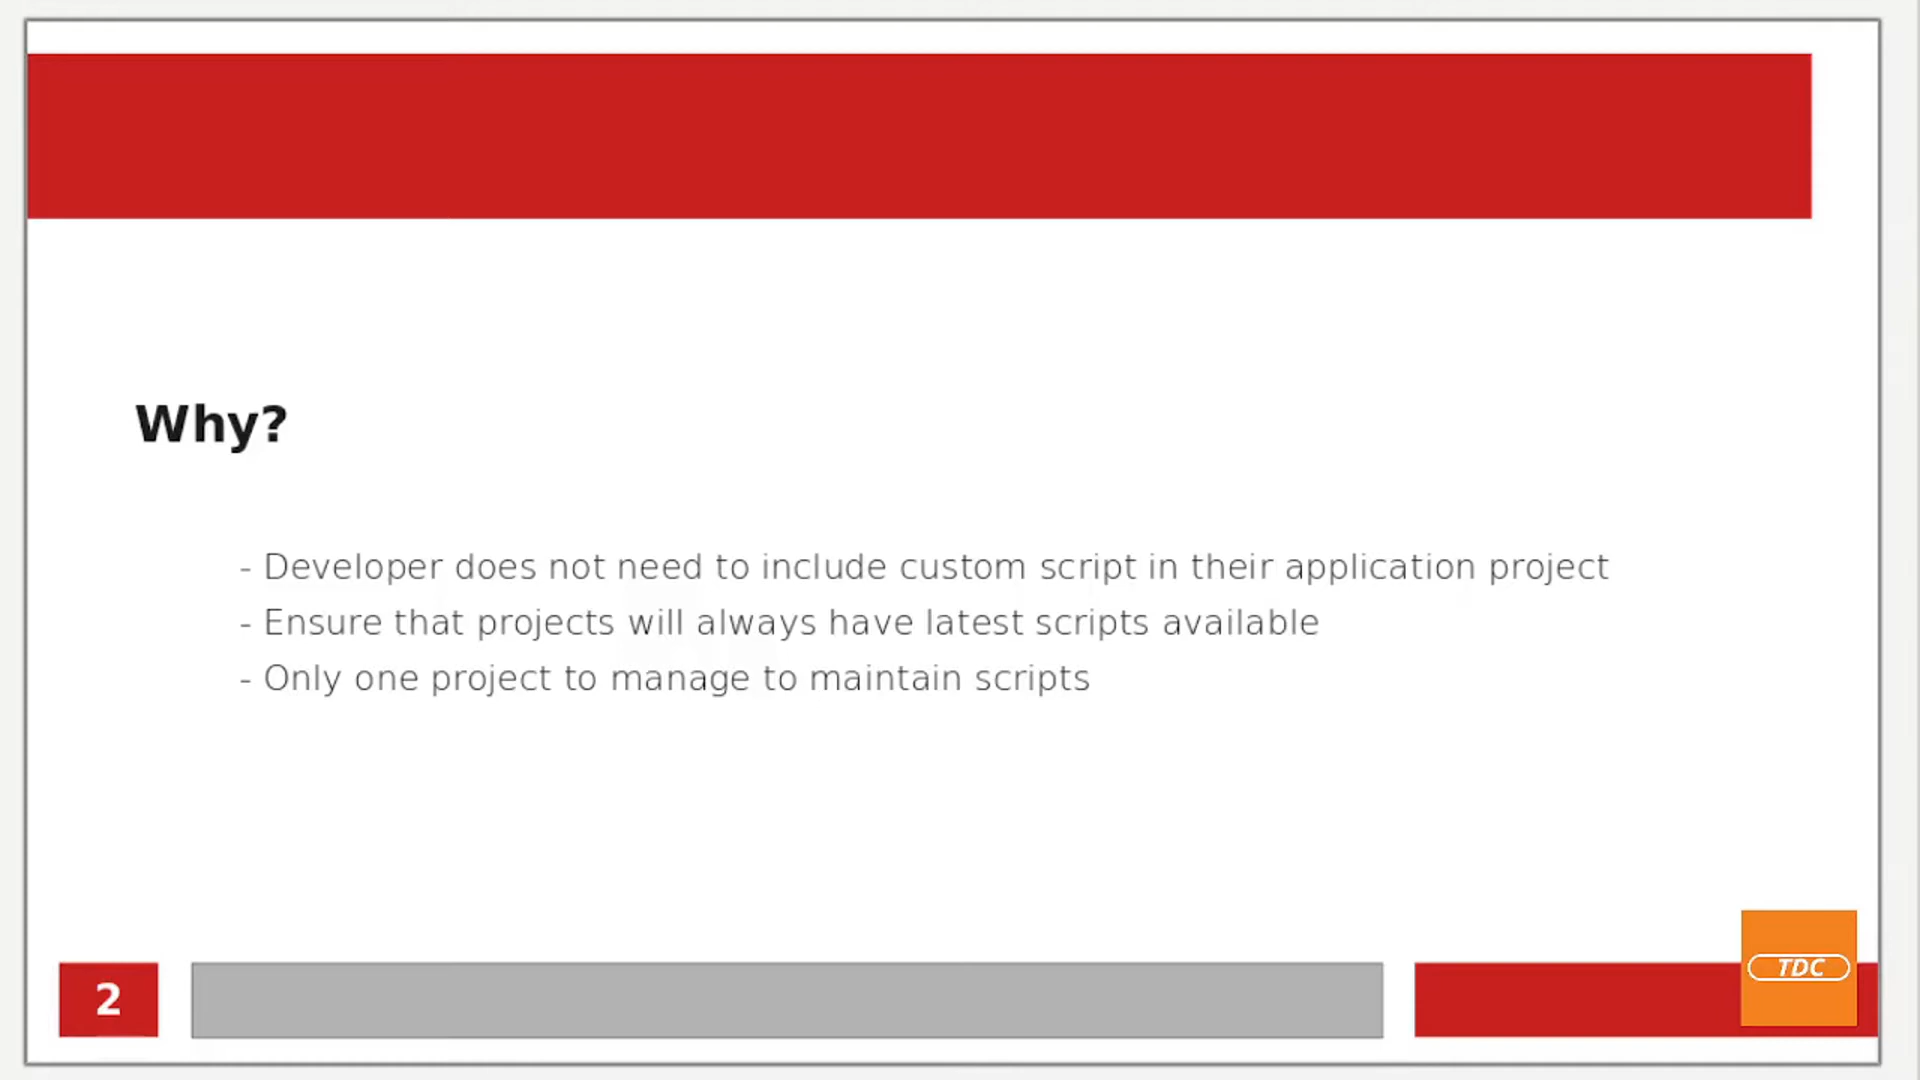 Why?
- Developer does not need to include custom script in their application project
- Ensure that projects will always have latest scripts available
- Only one project to manage to maintain scripts
2
TDC